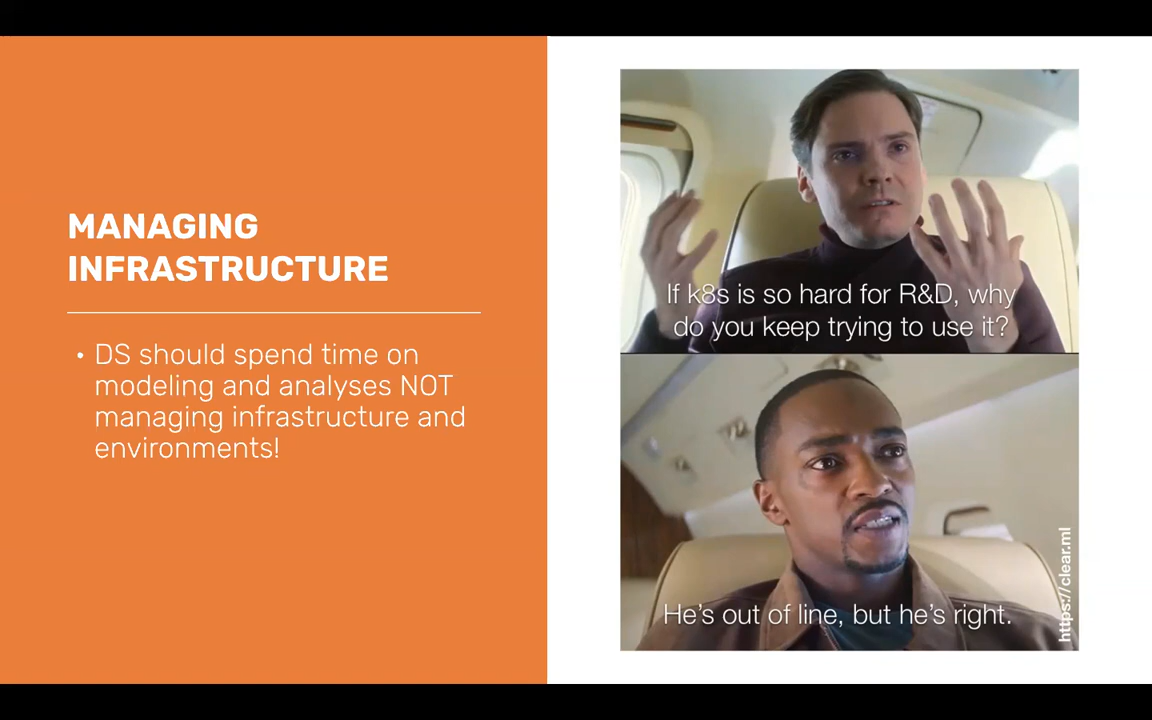 MANAGING
INFRASTRUCTURE
• DS should spend time on
modeling and analyses NOT
managing infrastructure and
environments!
If k8s is so hard for R&D, why
do you keep trying to use it?
He's out of line, but he's right.
https://clear.ml